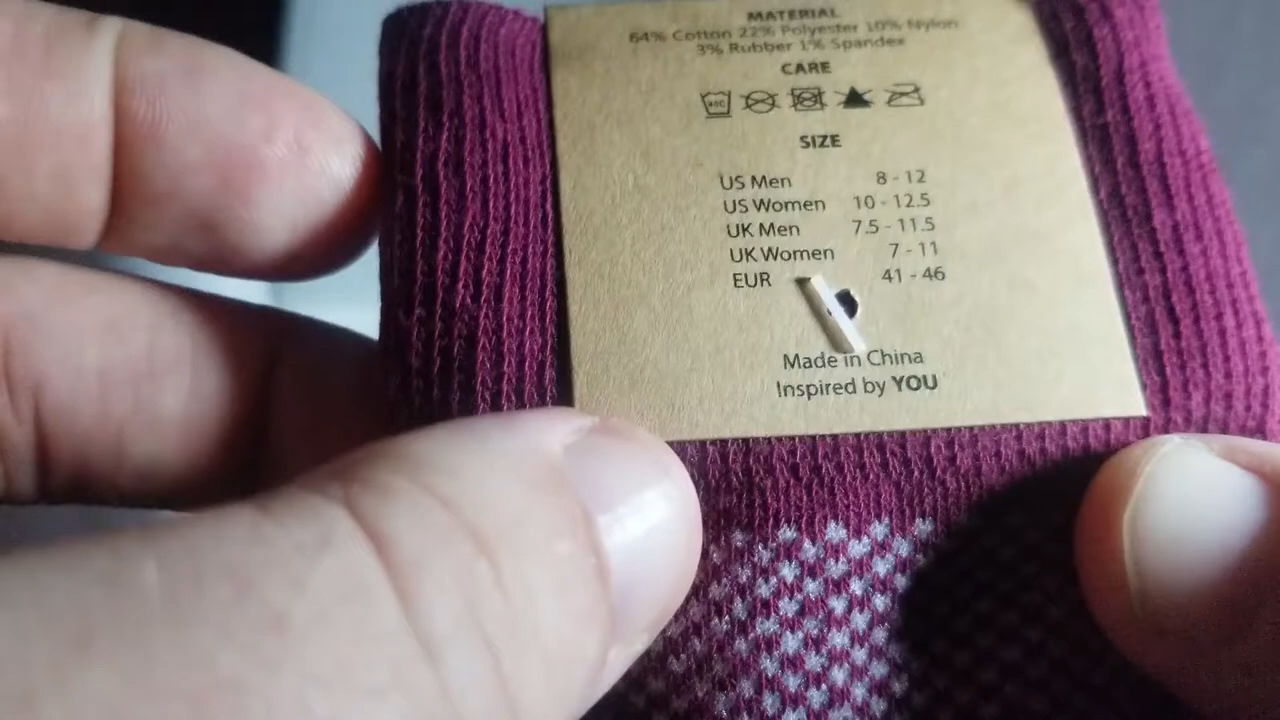 MATERIAL
64% Cotton 22% Polyester 10% Nylon
3% Rubber 1% Spandex
CARE
40C
SIZE
US Men 8 - 12
US Women 10 - 12.5
UK Men 7.5 - 11.5
UK Women 7 - 11
EUR 41 - 46
Made in China
Inspired by YOU